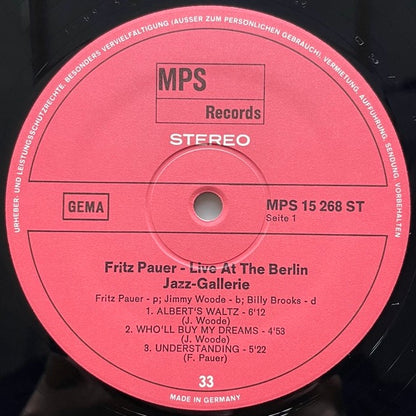 URHEBER- UND LEISTUNGSSCHUTZRECHTE, BESONDERS VERVIELFÄLTIGUNG (AUSSER ZUM PERSÖNLICHEN GEBRAUCH), VERMIETUNG, AUFFÜHRUNG, SENDUNG, VORBEHALTEN
MPS
Records
STEREO
GEMA
MPS 15 268 ST
Seite 1
Fritz Pauer - Live At The Berlin
Jazz-Gallerie
Fritz Pauer - p; Jimmy Woode - b; Billy Brooks - d
1. ALBERT'S WALTZ - 6'12
(J. Woode)
2. WHO'LL BUY MY DREAMS - 4'53
(J. Woode)
3. UNDERSTANDING - 5'22
(F. Pauer)
33
MADE IN GERMANY